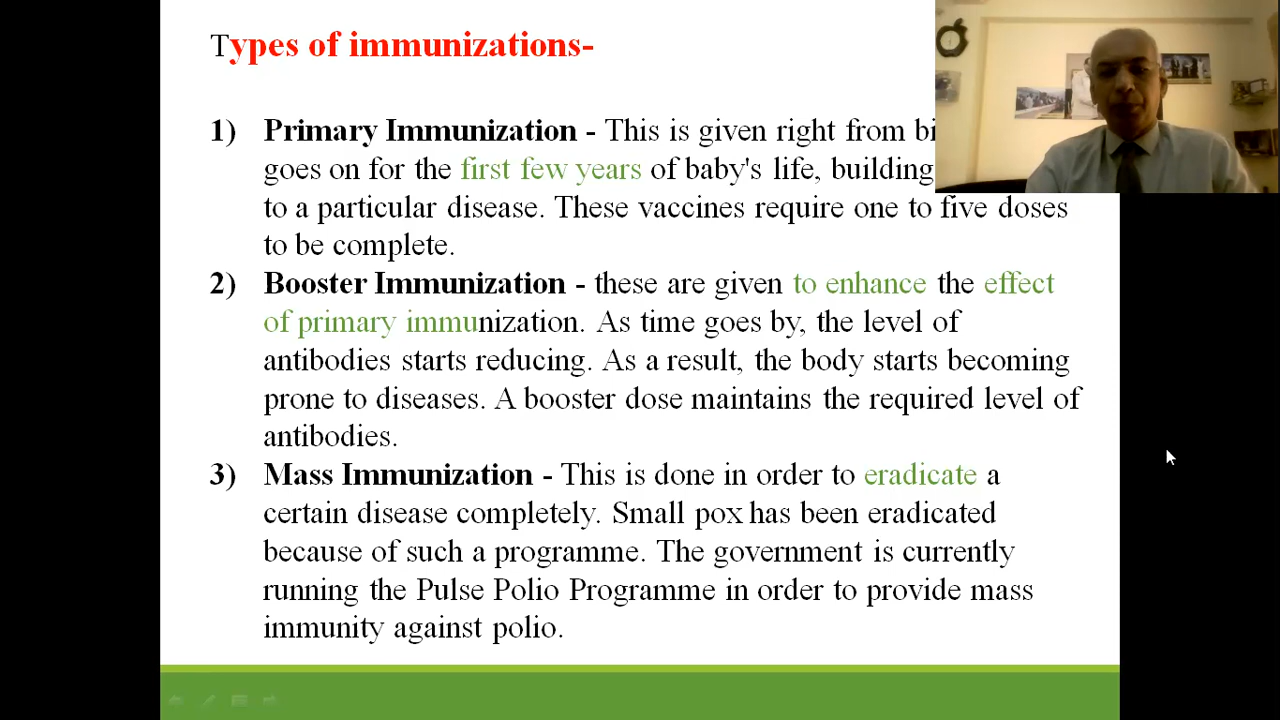 Types of immunizations-
1) Primary Immunization - This is given right from
goes on for the first few years of baby's life, building
to a particular disease. These vaccines require one to five doses
to be complete.
2) Booster Immunization - these are given to enhance the effect
of primary immunization. As time goes by, the level of
antibodies starts reducing. As a result, the body starts becoming
prone to diseases. A booster dose maintains the required level of
antibodies.
3) Mass Immunization - This is done in order to eradicate a
certain disease completely. Small pox has been eradicated
because of such a programme. The government is currently
running the Pulse Polio Programme in order to provide mass
immunity against polio.